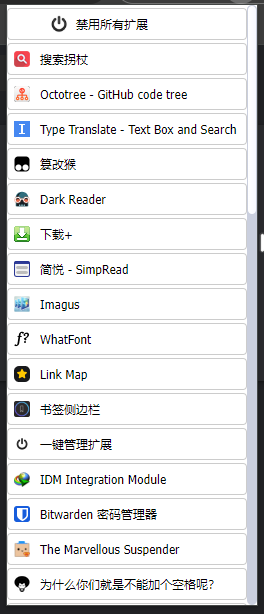 禁用所有扩展
搜索拐杖
Octotree - GitHub code tree
Type Translate - Text Box and Search
篡改猴
Dark Reader
下载+
简悦 - SimpRead
Imagus
f? WhatFont
Link Map
书签侧边栏
一键管理扩展
IDM Integration Module
Bitwarden 密码管理器
The Marvellous Suspender
为什么你们就是不能加个空格呢？